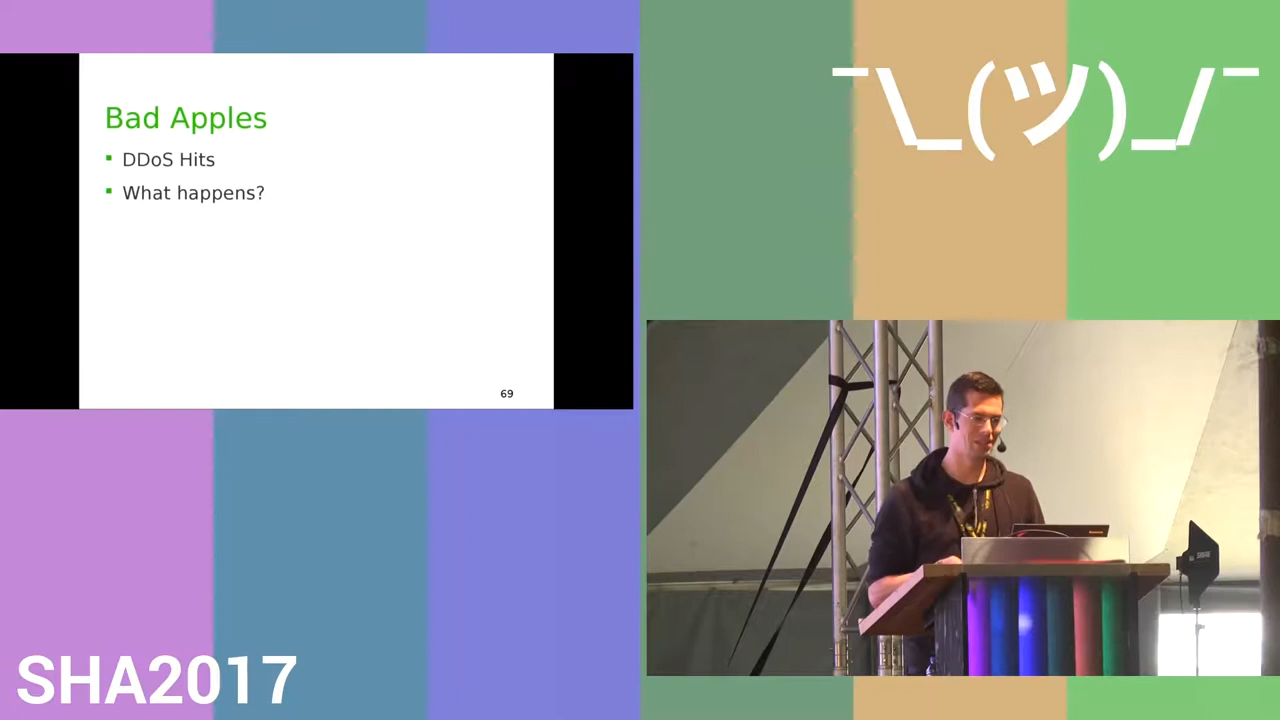 Bad Apples
DDoS Hits
What happens?
69
¯\_(ツ)_/¯
SHA2017